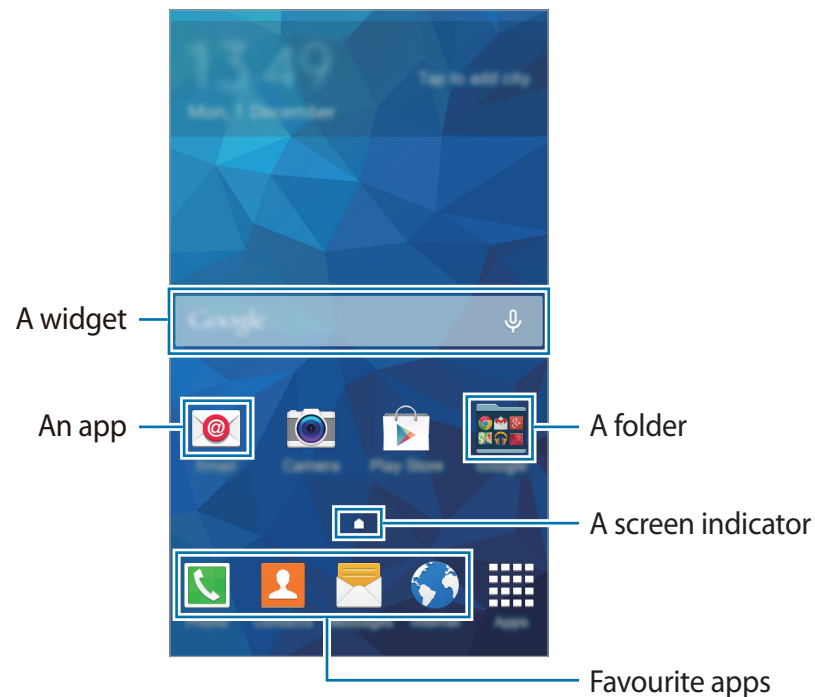 13:49
Tap to add city
Mon, 1 December
A widget
Google
An app
A folder
Email
Camera
Play Store
Google
A screen indicator
Apps
Favourite apps